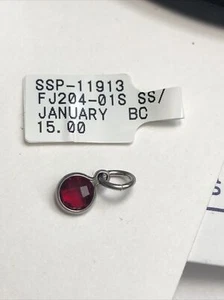 SSP-11913
FJ204-01S SS/
JANUARY BC
15.00